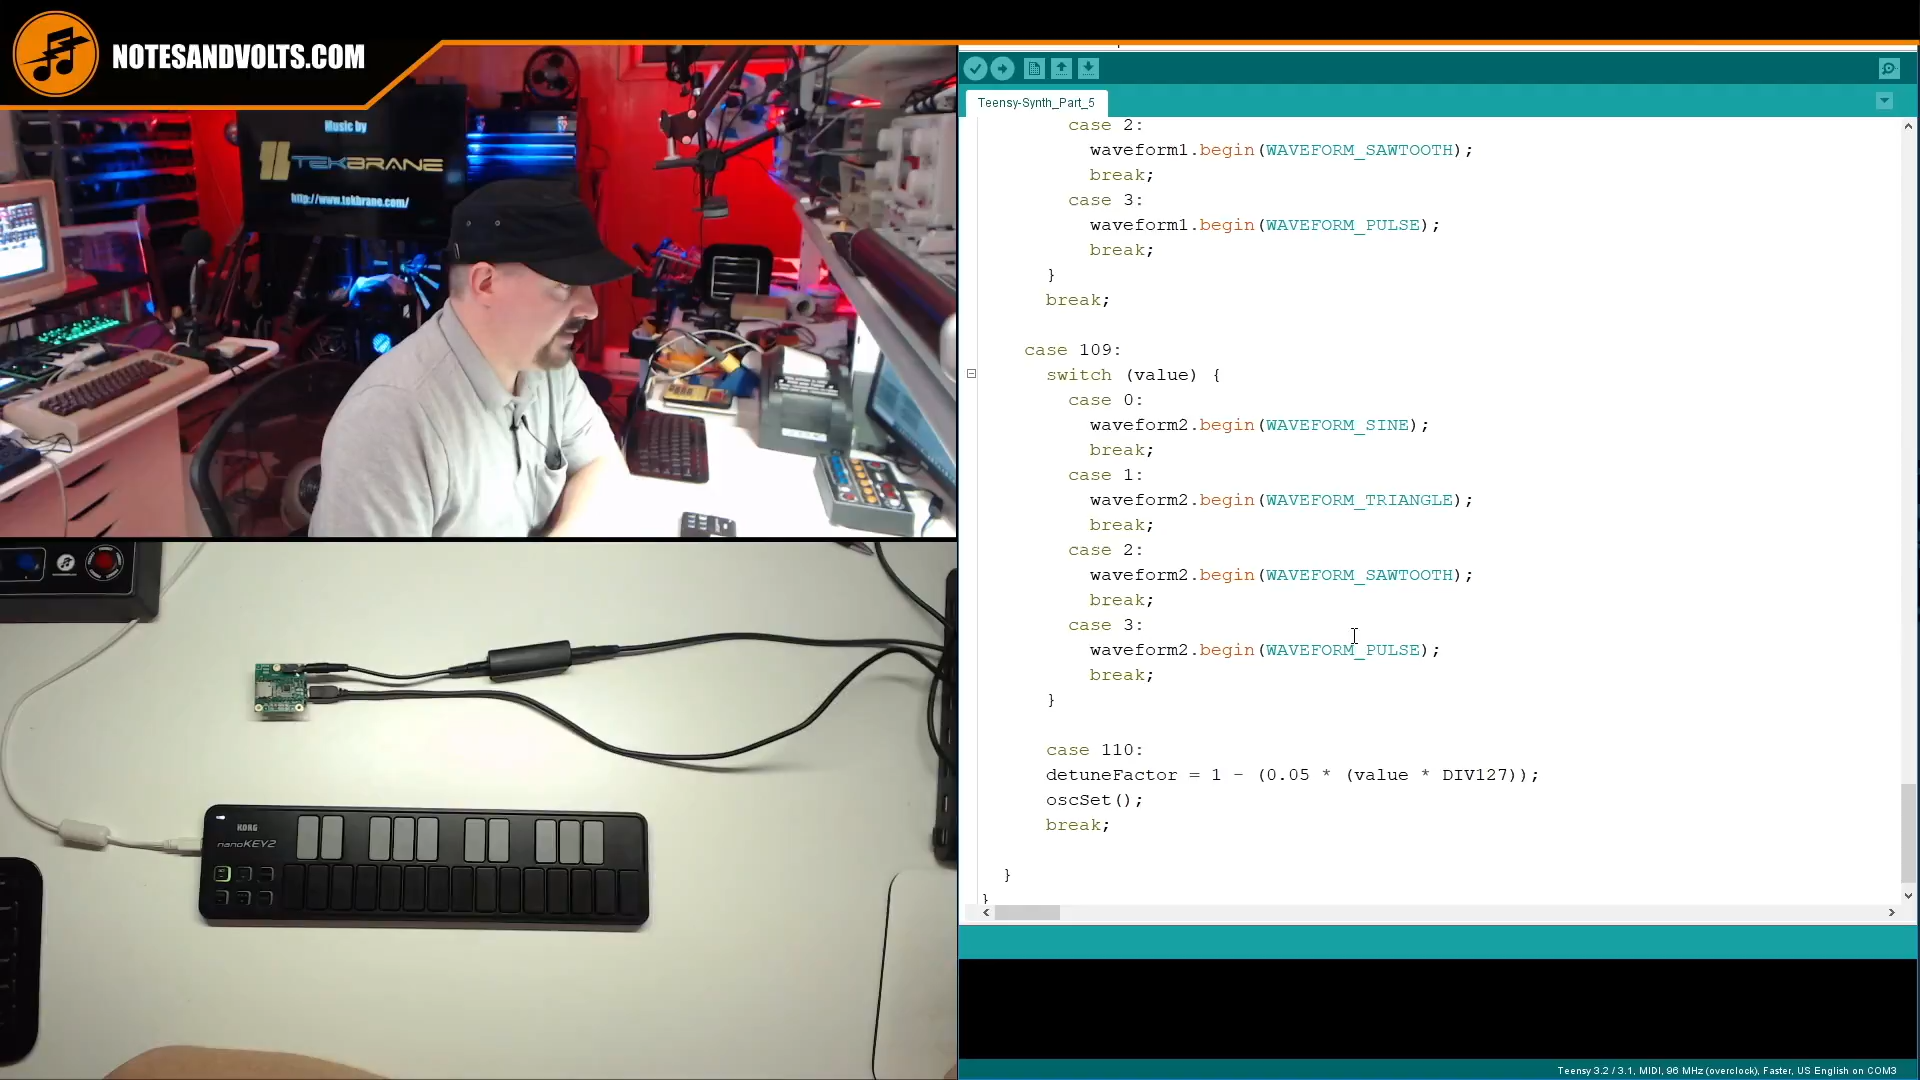 NOTESANDVOLTS.COM
Music by
TEKBRANE
http://www.tekbrane.com/
KORG
nanoKEY2
Teensy-Synth_Part_5
case 2:
waveform1.begin(WAVEFORM_SAWTOOTH);
break;
case 3:
waveform1.begin(WAVEFORM_PULSE);
break;
}
break;
case 109:
switch (value) {
case 0:
waveform2.begin(WAVEFORM_SINE);
break;
case 1:
waveform2.begin(WAVEFORM_TRIANGLE);
break;
case 2:
waveform2.begin(WAVEFORM_SAWTOOTH);
break;
case 3:
waveform2.begin(WAVEFORM_PULSE);
break;
}
case 110:
detuneFactor = 1 - (0.05 * (value * DIV127));
oscSet();
break;
}
}
Teensy 3.2 / 3.1, MIDI, 96 MHz (overclock), Faster, US English on COM3